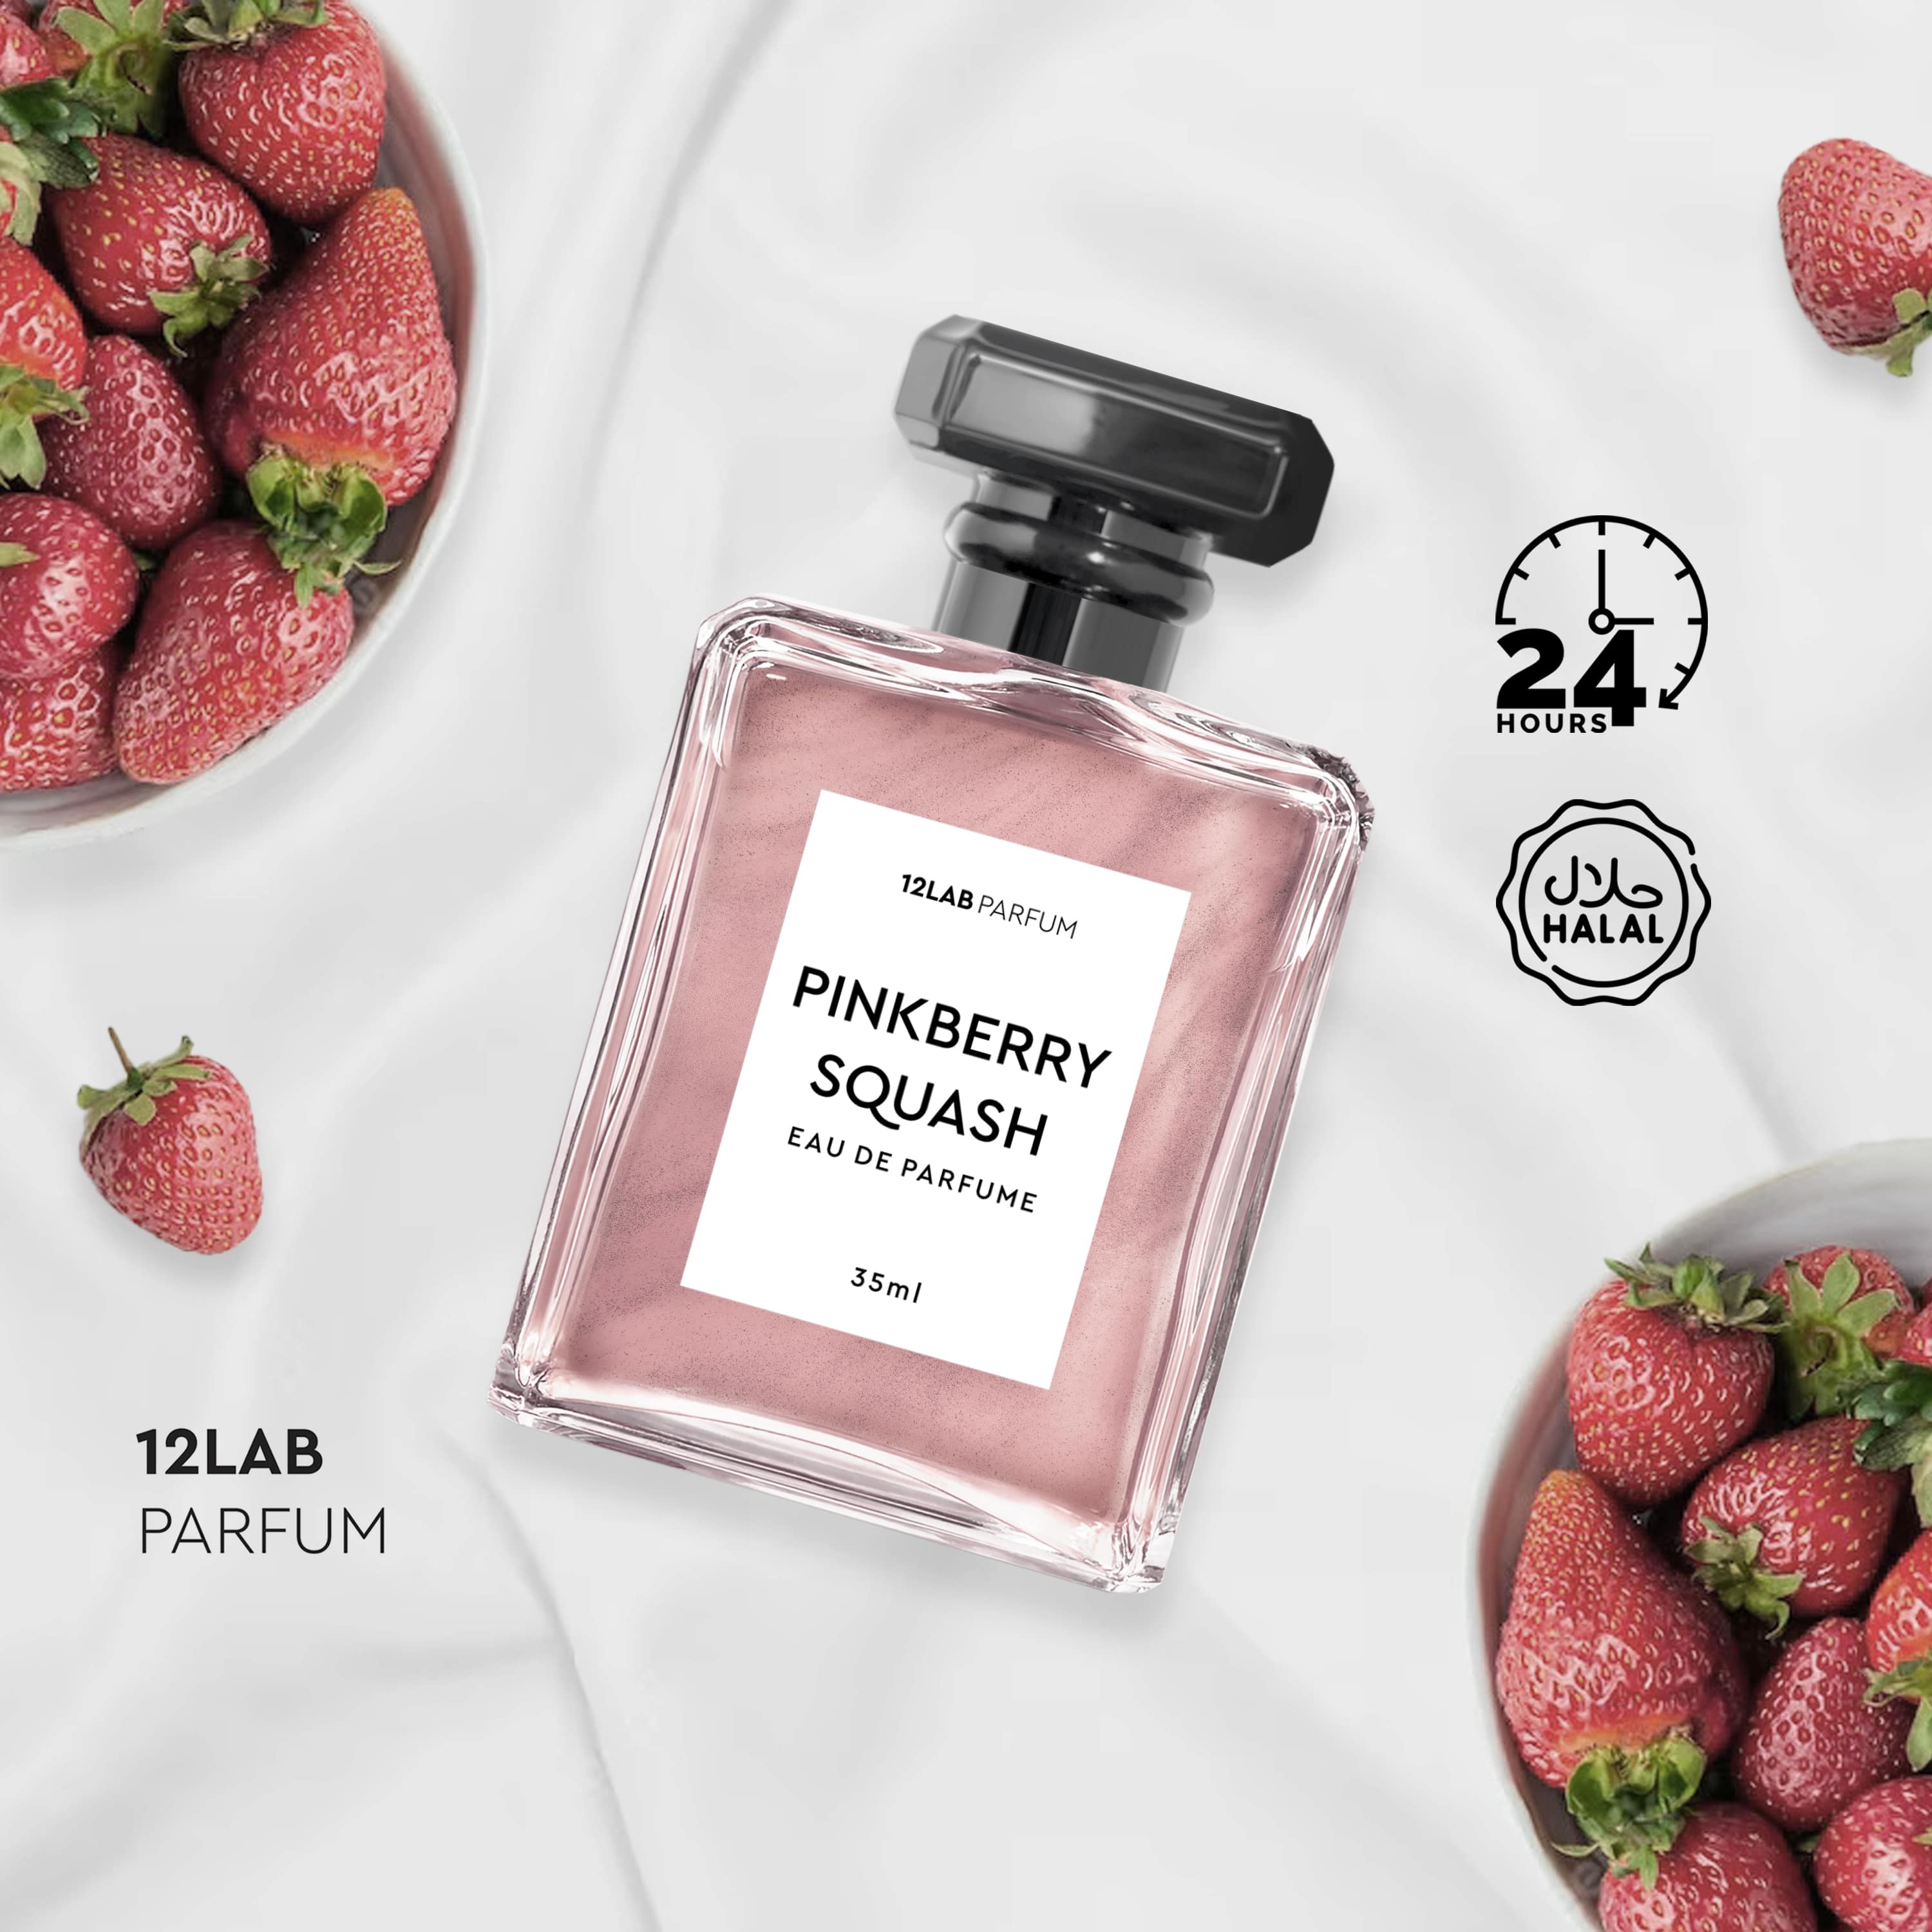 24
HOURS
حلال
HALAL
12LAB PARFUM
PINKBERRY
SQUASH
EAU DE PARFUME
35ml
12LAB
PARFUM